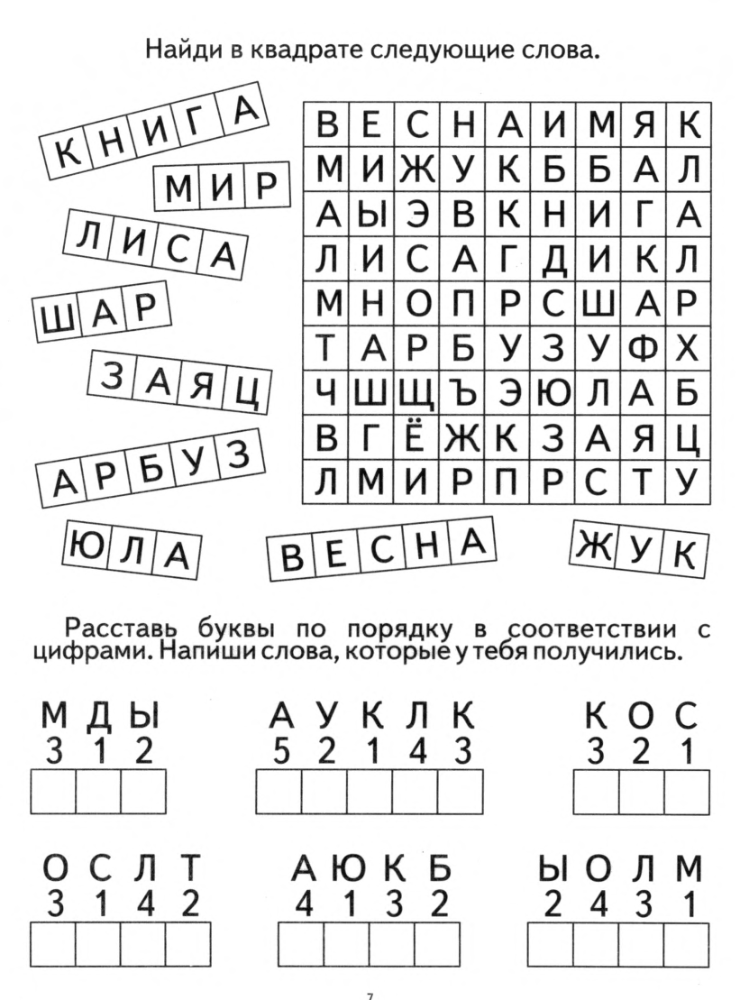 Найди в квадрате следующие слова.
КНИГА
МИР
ЛИСА
ШАР
ЗАЯЦ
АРБУЗ
ЮЛА
ВЕСНА
ЖУК
В Е С Н А И М Я К
М И Ж У К Б Б А Л
А Ы Э В К Н И Г А
Л И С А Г Д И К Л
М Н О П Р С Ш А Р
Т А Р Б У З У Ф Х
Ч Ш Щ Ъ Э Ю Л А Б
В Г Ё Ж К З А Я Ц
Л М И Р П Р С Т У
Расставь буквы по порядку в соответствии с
цифрами. Напиши слова, которые у тебя получились.
М Д Ы
3 1 2
А У К Л К
5 2 1 4 3
К О С
3 2 1
О С Л Т
3 1 4 2
А Ю К Б
4 1 3 2
Ы О Л М
2 4 3 1
7